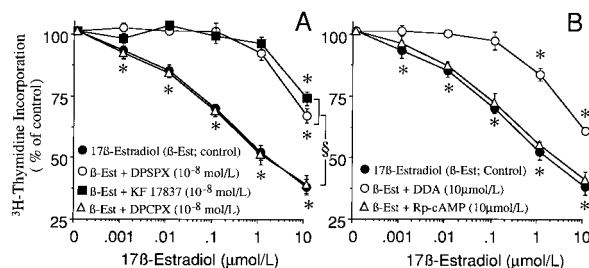 A
B
³H-Thymidine Incorporation
(% of control)
100
75
50
25
17ß-Estradiol (ß-Est; control)
ß-Est + DPSPX (10⁻⁸ mol/L)
ß-Est + KF 17837 (10⁻⁸ mol/L)
ß-Est + DPCPX (10⁻⁸ mol/L)
* * * * * * *
§
0 .001 .01 .1 1 10
17ß-Estradiol (µmol/L)
100
75
50
25
17ß-Estradiol (ß-Est; Control)
ß-Est + DDA (10µmol/L)
ß-Est + Rp-cAMP (10µmol/L)
* * * * * * *
0 .001 .01 .1 1 10
17ß-Estradiol (µmol/L)